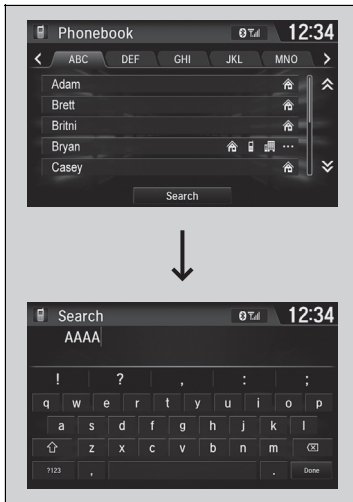 Phonebook 12:34
ABC DEF GHI JKL MNO
Adam
Brett
Britni
Bryan
Casey
Search
Search 12:34
AAAA
! ? , : ;
q w e r t y u i o p
a s d f g h j k l
z x c v b n m
?123 , . Done